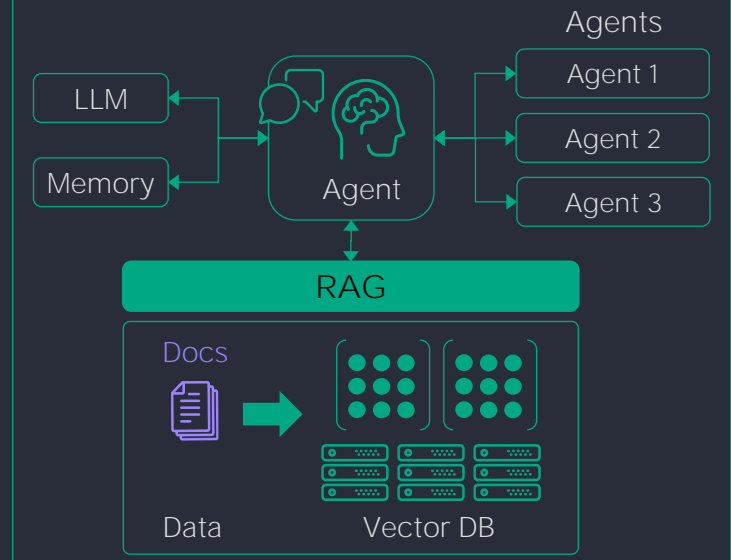 Agents
LLM
Memory
Agent
Agent 1
Agent 2
Agent 3
RAG
Docs
Data
Vector DB